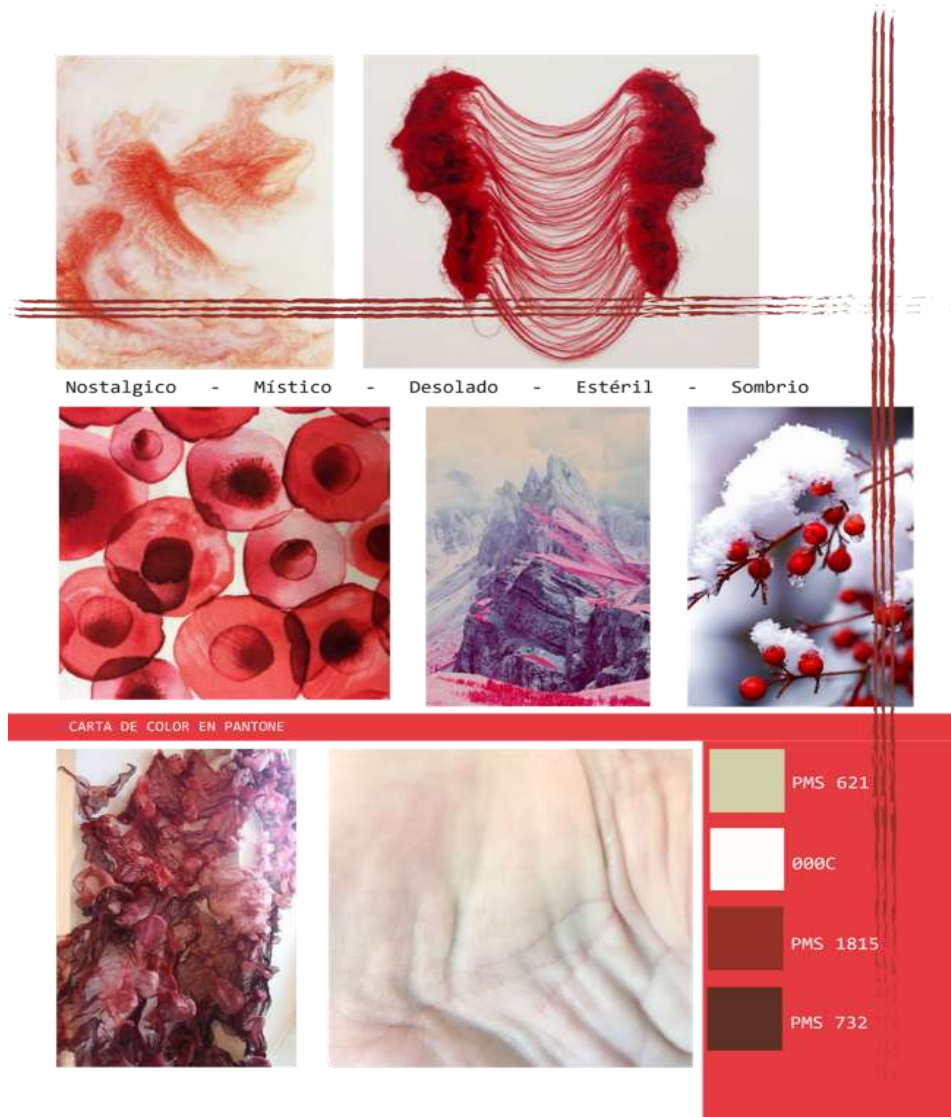 Nostalgico - Místico - Desolado - Estéril - Sombrio
CARTA DE COLOR EN PANTONE
PMS 621
000C
PMS 1815
PMS 732